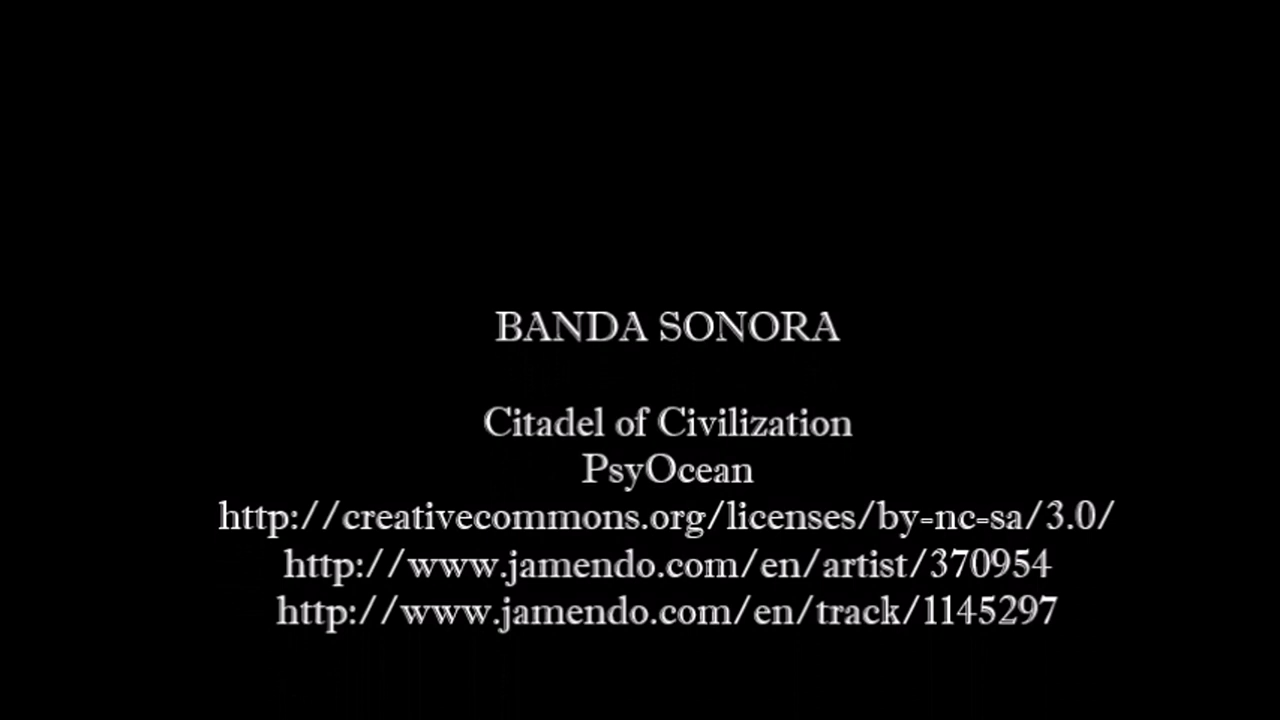 BANDA SONORA
Citadel of Civilization
PsyOcean
http://creativecommons.org/licenses/by-nc-sa/3.0/
http://www.jamendo.com/en/artist/370954
http://www.jamendo.com/en/track/1145297